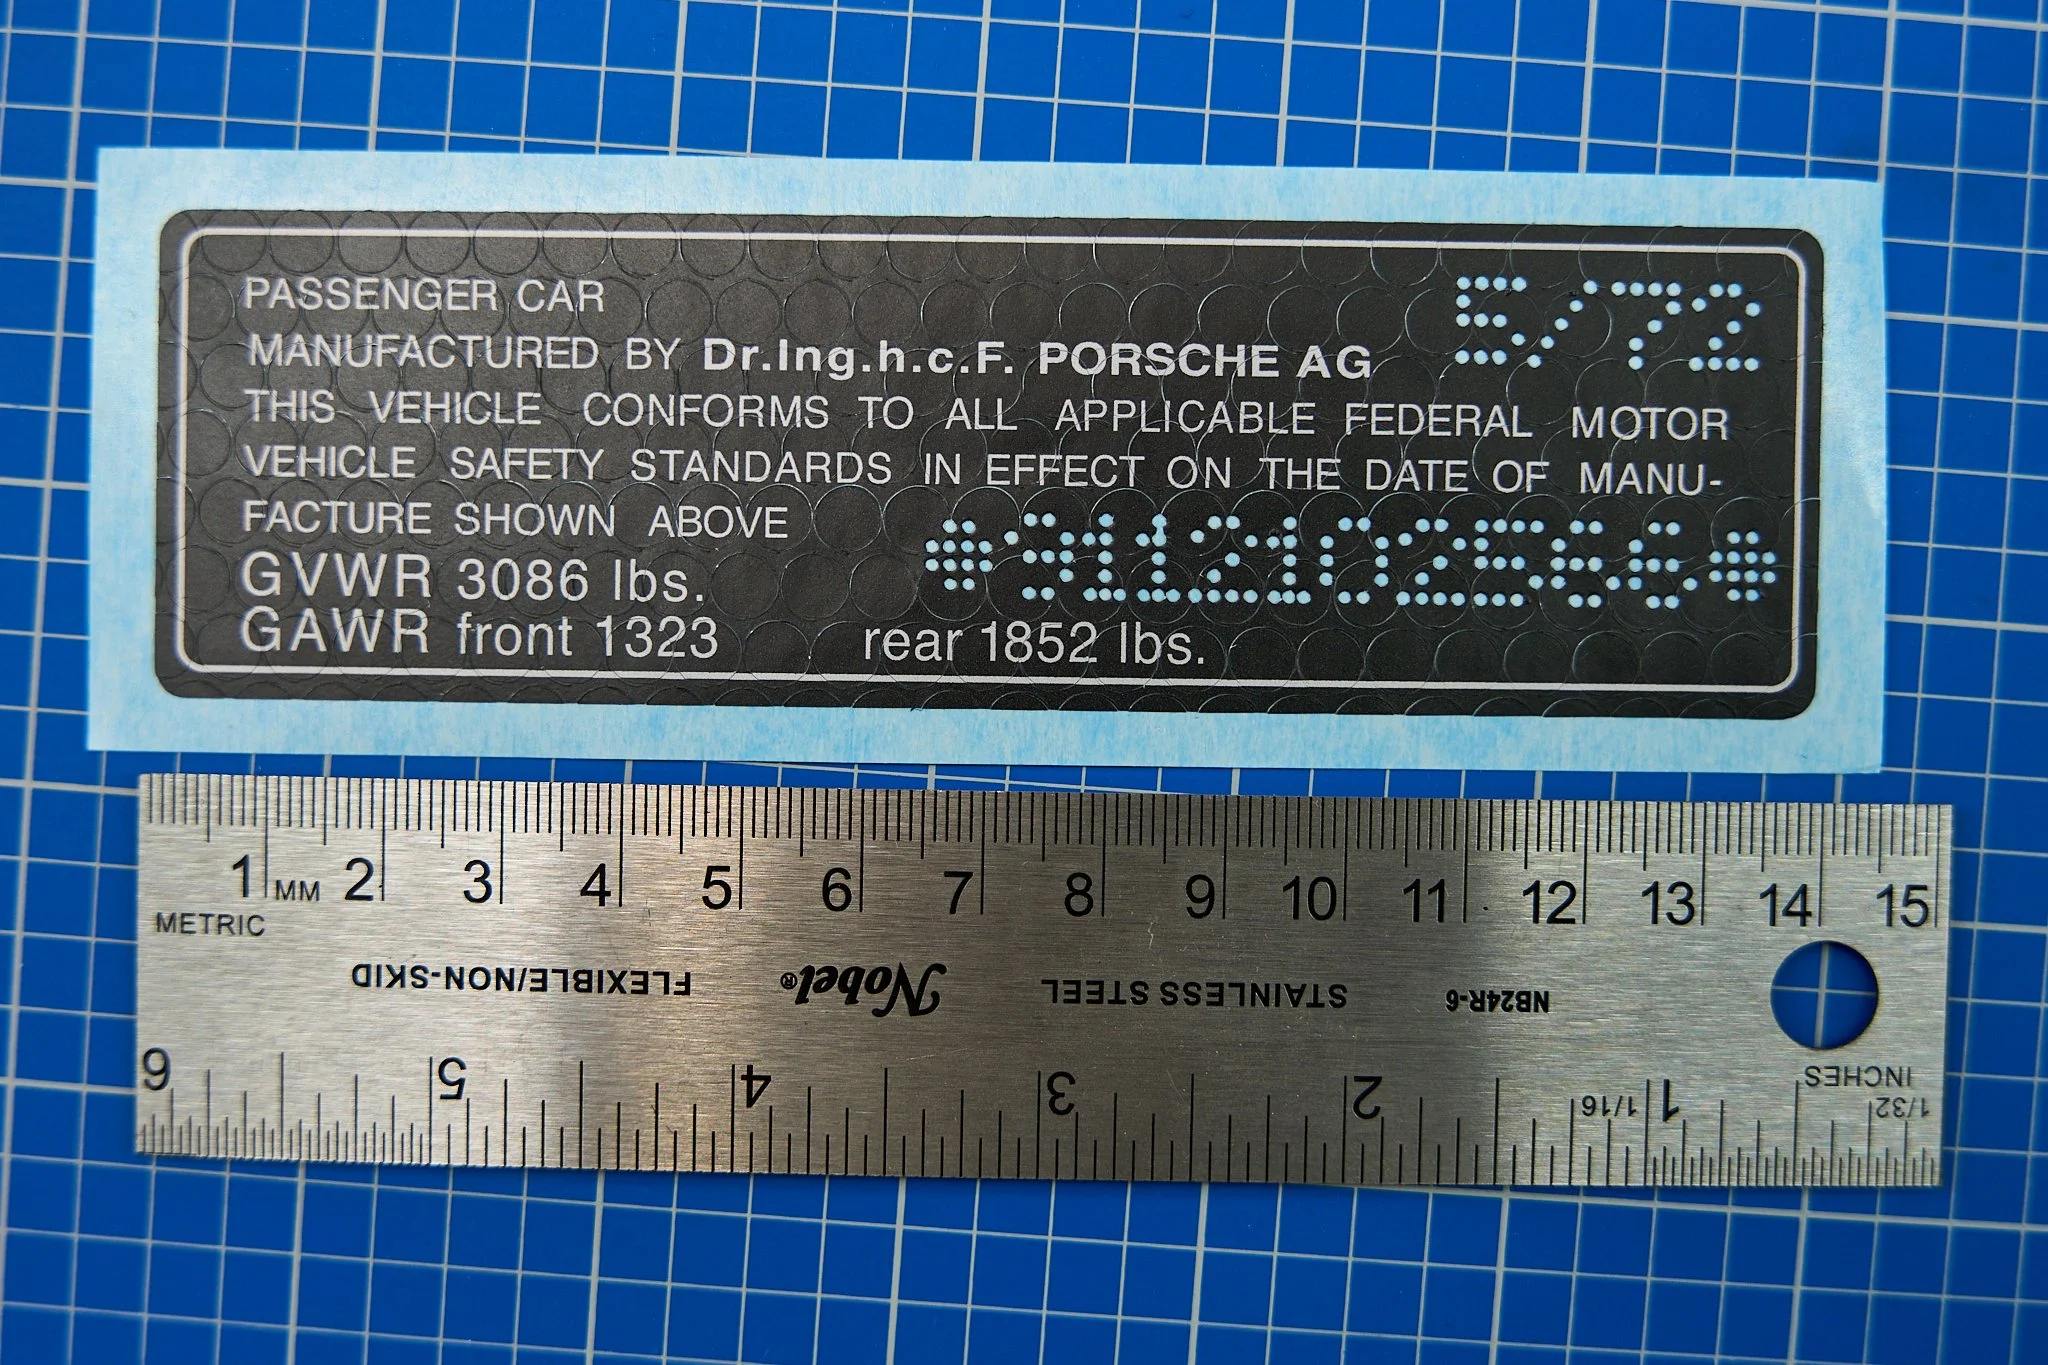 PASSENGER CAR
5/72
MANUFACTURED BY Dr.Ing.h.c.F. PORSCHE AG
THIS VEHICLE CONFORMS TO ALL APPLICABLE FEDERAL MOTOR
VEHICLE SAFETY STANDARDS IN EFFECT ON THE DATE OF MANU-
FACTURE SHOWN ABOVE
9112102566
GVWR 3086 lbs.
GAWR front 1323 rear 1852 lbs.
1 MM 2 3 4 5 6 7 8 9 10 11 12 13 14 15
METRIC
FLEXIBLE/NON-SKID Nobel® STAINLESS STEEL NB24R-6
INCHES
6 5 4 3 2 1/16 1 1/32